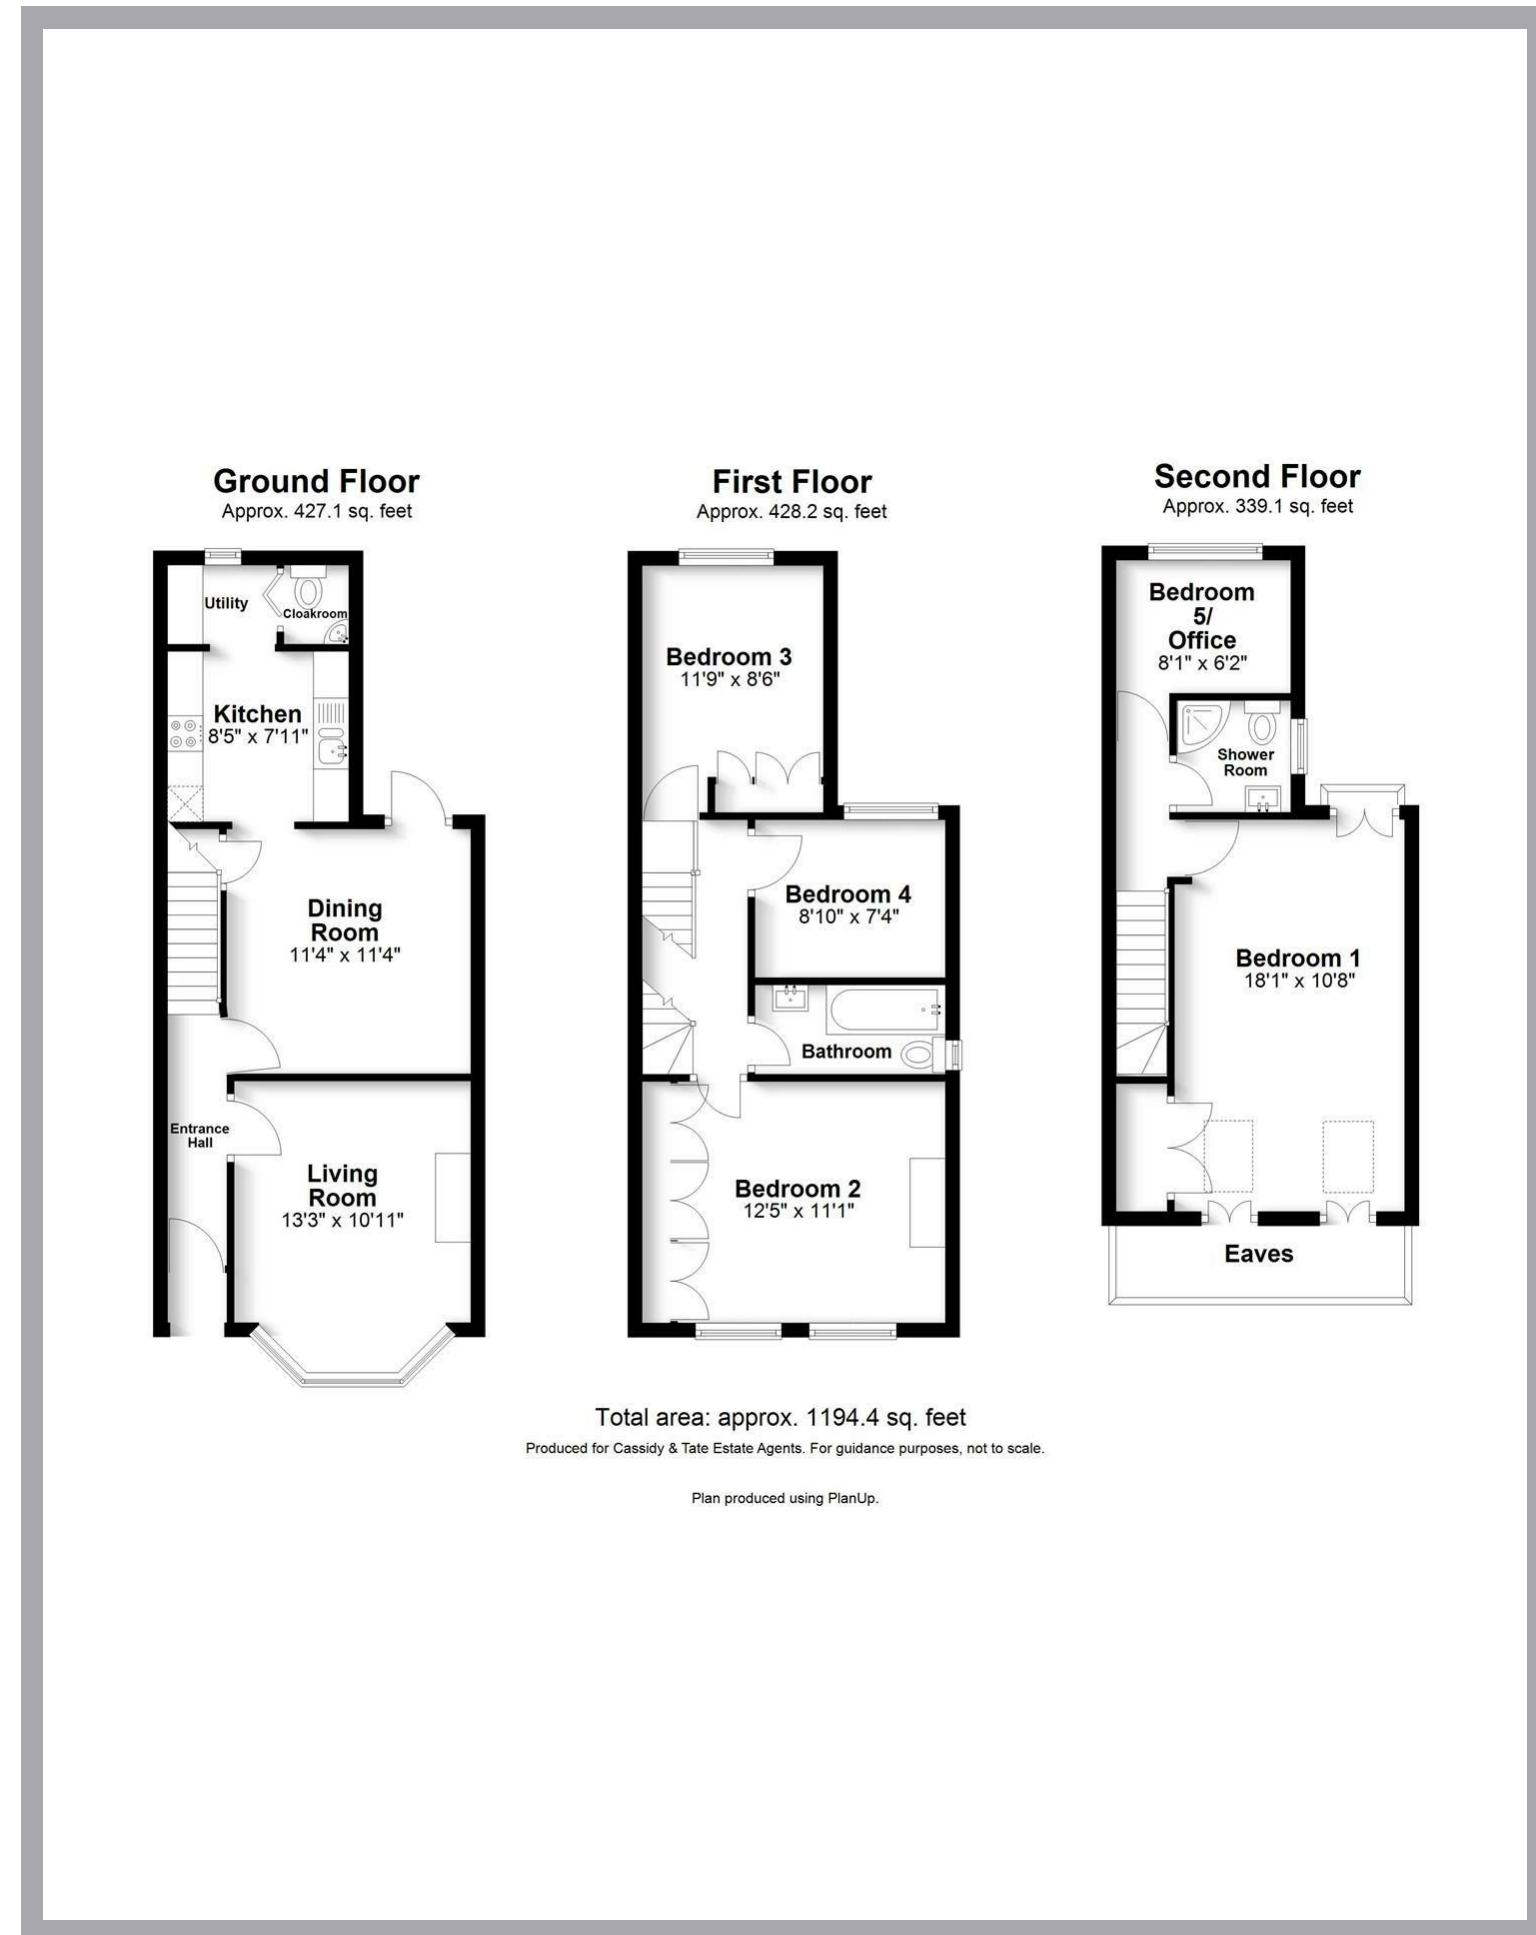 Ground Floor
Approx. 427.1 sq. feet
Utility
Cloakroom
Kitchen
8'5" x 7'11"
Dining
Room
11'4" x 11'4"
Entrance
Hall
Living
Room
13'3" x 10'11"
First Floor
Approx. 428.2 sq. feet
Bedroom 3
11'9" x 8'6"
Bedroom 4
8'10" x 7'4"
Bathroom
Bedroom 2
12'5" x 11'1"
Second Floor
Approx. 339.1 sq. feet
Bedroom
5/
Office
8'1" x 6'2"
Shower
Room
Bedroom 1
18'1" x 10'8"
Eaves
Total area: approx. 1194.4 sq. feet
Produced for Cassidy & Tate Estate Agents. For guidance purposes, not to scale.
Plan produced using PlanUp.